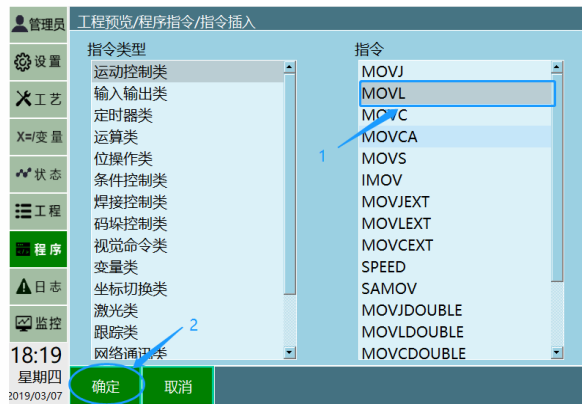 管理员
工程预览/程序指令/指令插入
设置
工艺
X=/变量
状态
工程
程序
日志
监控
18:19
星期四
2019/03/07
指令类型
运动控制类
输入输出类
定时器类
运算类
位操作类
条件控制类
焊接控制类
码垛控制类
视觉命令类
变量类
坐标切换类
激光类
跟踪类
网络通讯类
指令
MOVJ
MOVL
MOVC
MOVCA
MOVS
IMOV
MOVJEXT
MOVLEXT
MOVCEXT
SPEED
SAMOV
MOVJDOUBLE
MOVLDOUBLE
MOVCDOUBLE
1
2
确定
取消